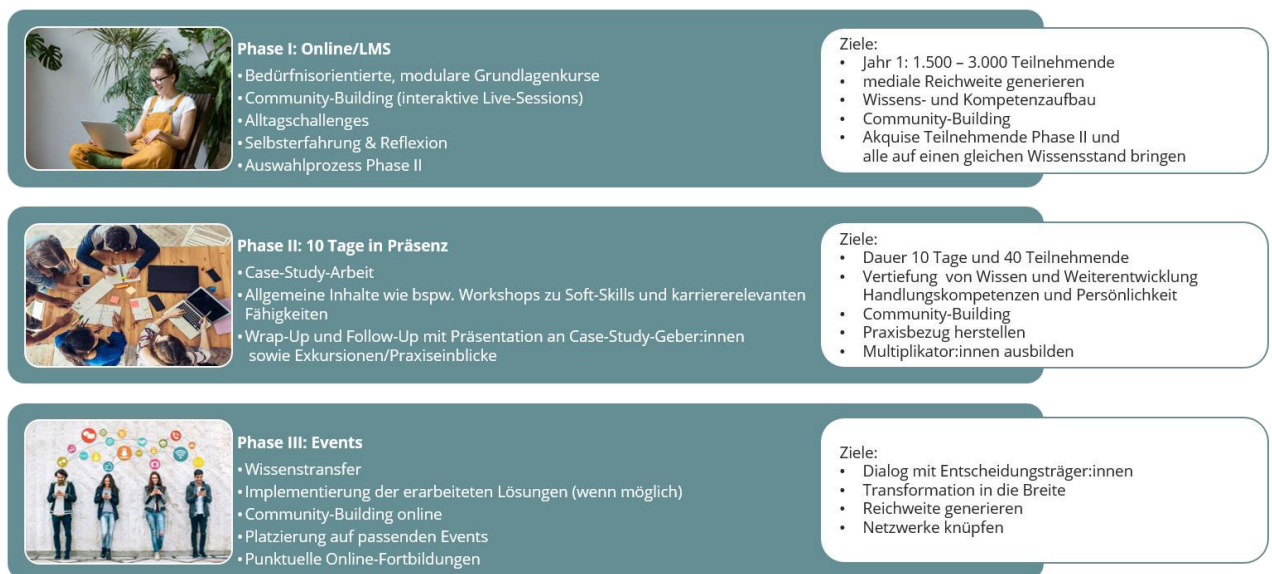 Phase I: Online/LMS
• Bedürfnisorientierte, modulare Grundlagenkurse
• Community-Building (interaktive Live-Sessions)
• Alltagschallenges
• Selbsterfahrung & Reflexion
• Auswahlprozess Phase II
Ziele:
• Jahr 1: 1.500 – 3.000 Teilnehmende
• mediale Reichweite generieren
• Wissens- und Kompetenzaufbau
• Community-Building
• Akquise Teilnehmende Phase II und
alle auf einen gleichen Wissensstand bringen
Phase II: 10 Tage in Präsenz
• Case-Study-Arbeit
• Allgemeine Inhalte wie bspw. Workshops zu Soft-Skills und karriererelevanten
Fähigkeiten
• Wrap-Up und Follow-Up mit Präsentation an Case-Study-Geber:innen
sowie Exkursionen/Praxiseinblicke
Ziele:
• Dauer 10 Tage und 40 Teilnehmende
• Vertiefung von Wissen und Weiterentwicklung
Handlungskompetenzen und Persönlichkeit
• Community-Building
• Praxisbezug herstellen
• Multiplikator:innen ausbilden
Phase III: Events
• Wissenstransfer
• Implementierung der erarbeiteten Lösungen (wenn möglich)
• Community-Building online
• Platzierung auf passenden Events
• Punktuelle Online-Fortbildungen
Ziele:
• Dialog mit Entscheidungsträger:innen
• Transformation in die Breite
• Reichweite generieren
• Netzwerke knüpfen